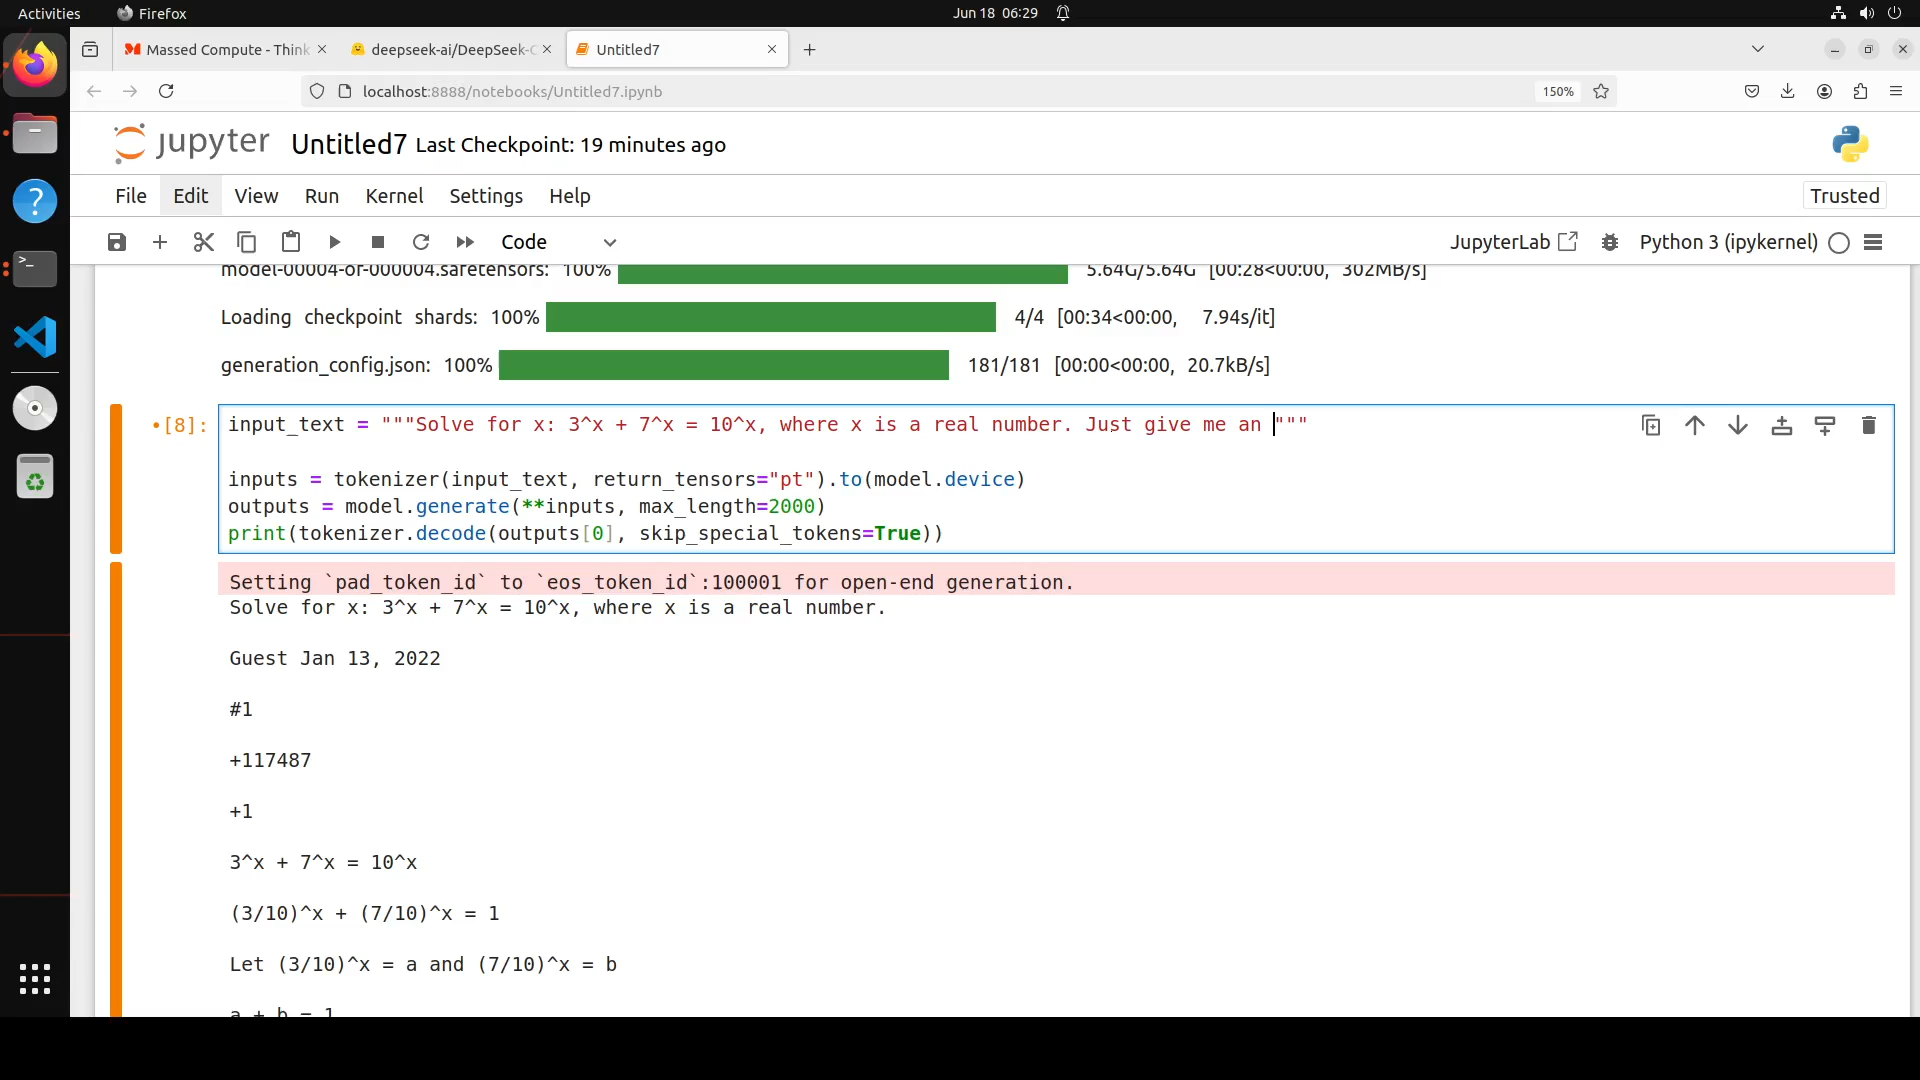 Activities Firefox Jun 18 06:29
Massed Compute - Think deepseek-ai/DeepSeek-C Untitled7
localhost:8888/notebooks/Untitled7.ipynb 150%
jupyter Untitled7 Last Checkpoint: 19 minutes ago
File Edit View Run Kernel Settings Help Trusted
Code JupyterLab Python 3 (ipykernel)
model-00004-of-000004.safetensors: 100% 5.64G/5.64G [00:28<00:00, 302MB/s]
Loading checkpoint shards: 100% 4/4 [00:34<00:00, 7.94s/it]
generation_config.json: 100% 181/181 [00:00<00:00, 20.7kB/s]
•[8]: input_text = """Solve for x: 3^x + 7^x = 10^x, where x is a real number. Just give me an """
inputs = tokenizer(input_text, return_tensors="pt").to(model.device)
outputs = model.generate(**inputs, max_length=2000)
print(tokenizer.decode(outputs[0], skip_special_tokens=True))
Setting `pad_token_id` to `eos_token_id`:100001 for open-end generation.
Solve for x: 3^x + 7^x = 10^x, where x is a real number.
Guest Jan 13, 2022
#1
+117487
+1
3^x + 7^x = 10^x
(3/10)^x + (7/10)^x = 1
Let (3/10)^x = a and (7/10)^x = b
a + b = 1